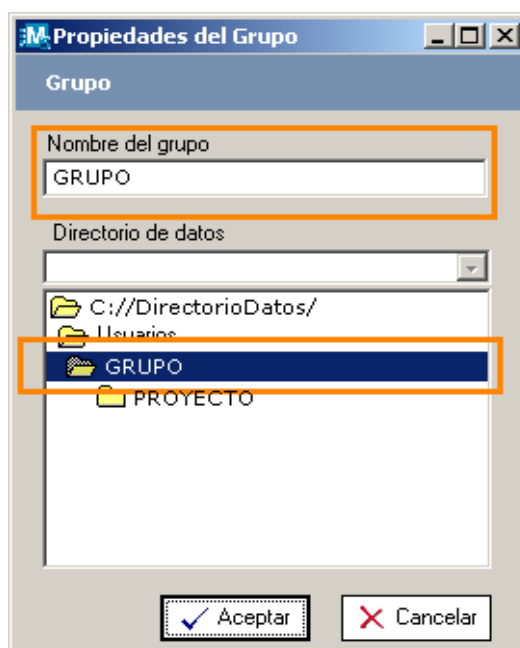 Propiedades del Grupo
Grupo
Nombre del grupo
GRUPO
Directorio de datos
C://DirectorioDatos/
Usuarios
GRUPO
PROYECTO
Aceptar
Cancelar